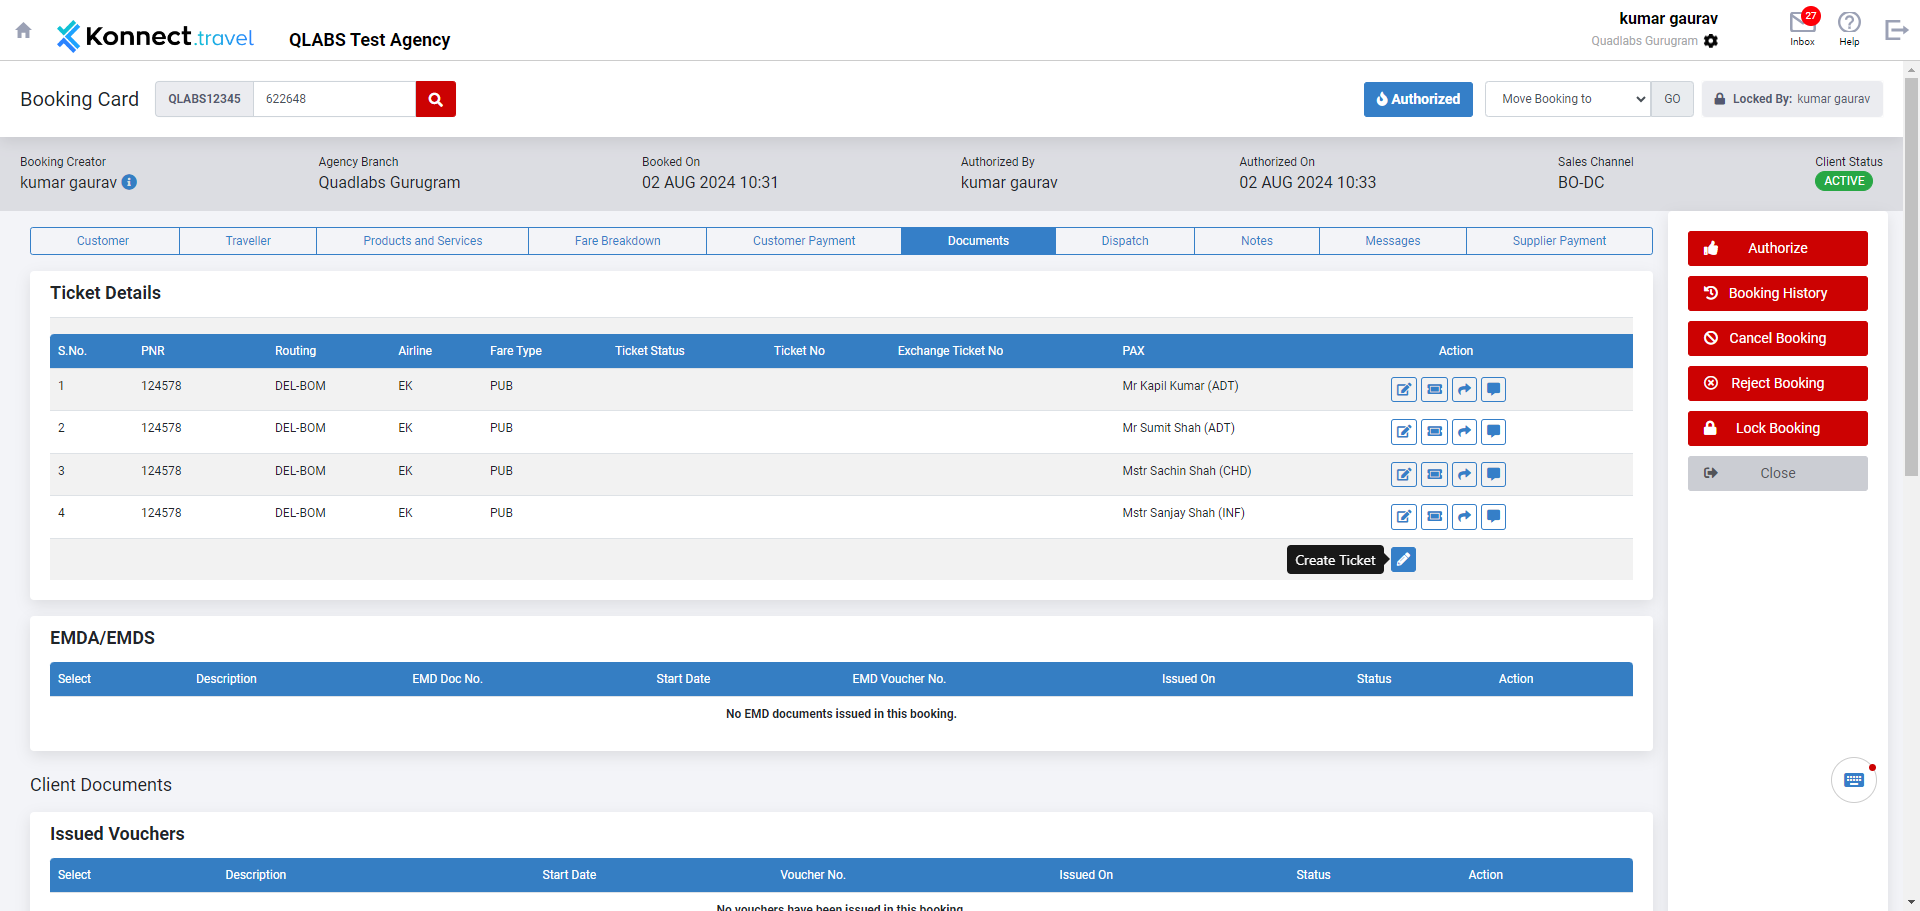 Konnect.travel
QLABS Test Agency
kumar gaurav
Quadlabs Gurugram
27
Inbox
Help
Booking Card
QLABS12345
622648
Authorized
Move Booking to
GO
Locked By: kumar gaurav
Booking Creator
kumar gaurav
Agency Branch
Quadlabs Gurugram
Booked On
02 AUG 2024 10:31
Authorized By
kumar gaurav
Authorized On
02 AUG 2024 10:33
Sales Channel
BO-DC
Client Status
ACTIVE
Customer
Traveller
Products and Services
Fare Breakdown
Customer Payment
Documents
Dispatch
Notes
Messages
Supplier Payment
Ticket Details
S.No. PNR Routing Airline Fare Type Ticket Status Ticket No Exchange Ticket No PAX Action
1 124578 DEL-BOM EK PUB Mr Kapil Kumar (ADT)
2 124578 DEL-BOM EK PUB Mr Sumit Shah (ADT)
3 124578 DEL-BOM EK PUB Mstr Sachin Shah (CHD)
4 124578 DEL-BOM EK PUB Mstr Sanjay Shah (INF)
Create Ticket
EMDA/EMDS
Select Description EMD Doc No. Start Date EMD Voucher No. Issued On Status Action
No EMD documents issued in this booking.
Client Documents
Issued Vouchers
Select Description Start Date Voucher No. Issued On Status Action
No vouchers have been issued in this booking
Authorize
Booking History
Cancel Booking
Reject Booking
Lock Booking
Close